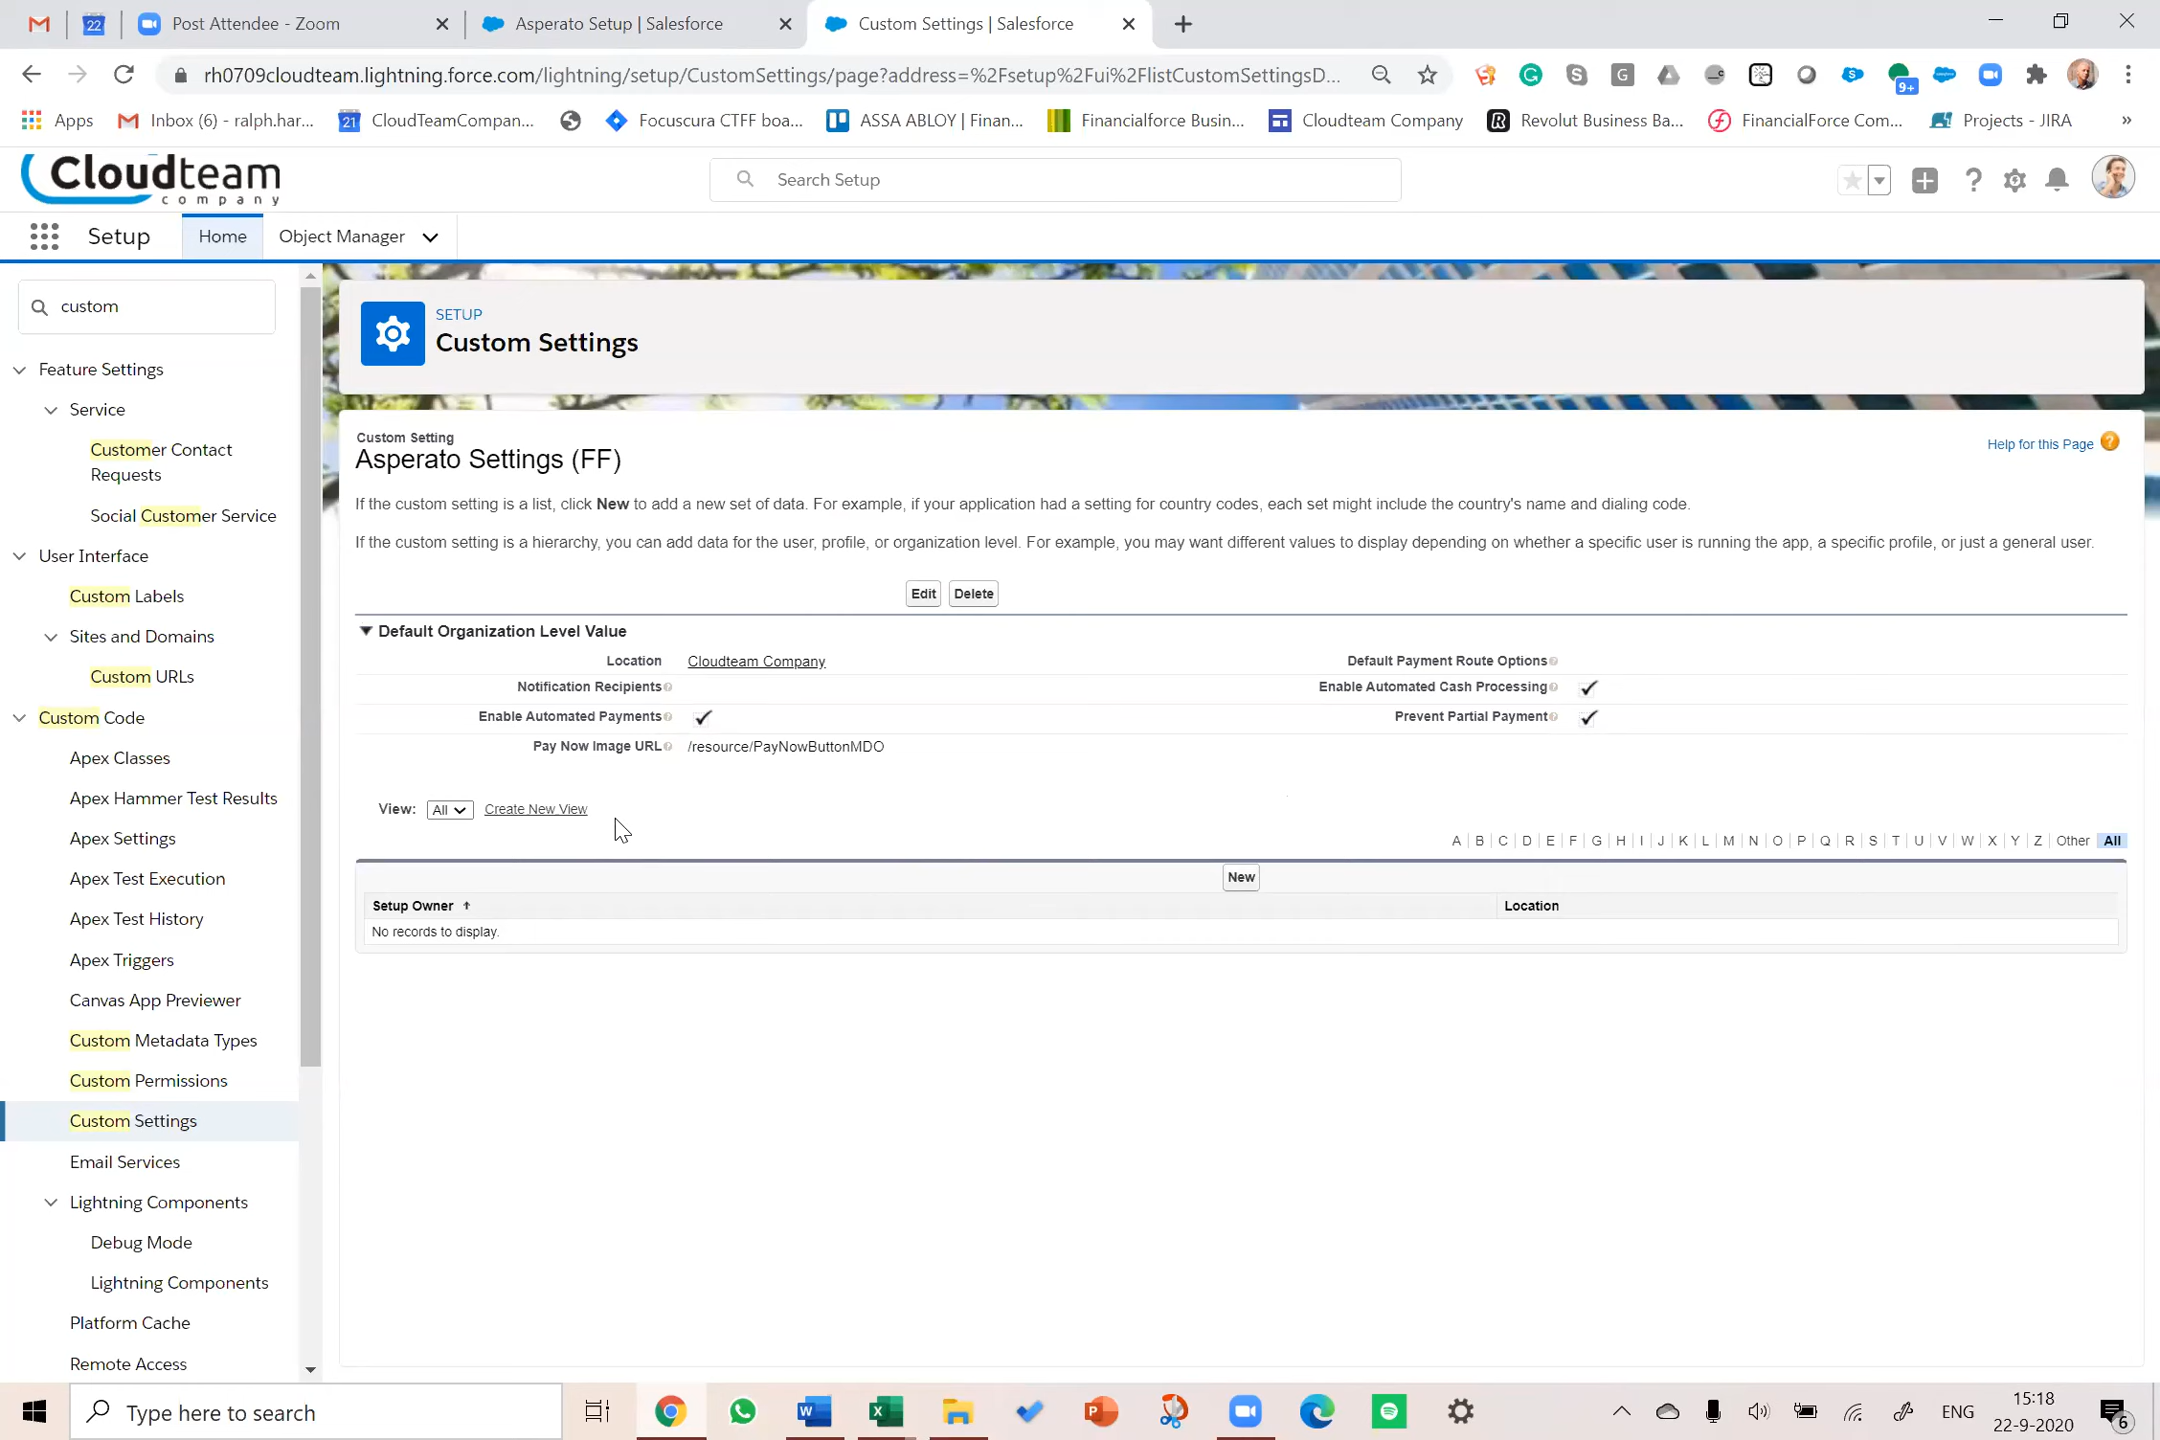 Post Attendee - Zoom
Asperato Setup | Salesforce
Custom Settings | Salesforce
22
rh0709cloudteam.lightning.force.com/lightning/setup/CustomSettings/page?address=%2Fsetup%2Fui%2FlistCustomSettingsD...
9+
Apps
Inbox (6) - ralph.har...
21
CloudTeamCompan...
Focuscura CTFF boa...
ASSA ABLOY | Finan...
Financialforce Busin...
Cloudteam Company
Revolut Business Ba...
FinancialForce Com...
Projects - JIRA
»
Cloudteam
company
Search Setup
Setup
Home
Object Manager
custom
Feature Settings
Service
Customer Contact
Requests
Social Customer Service
User Interface
Custom Labels
Sites and Domains
Custom URLs
Custom Code
Apex Classes
Apex Hammer Test Results
Apex Settings
Apex Test Execution
Apex Test History
Apex Triggers
Canvas App Previewer
Custom Metadata Types
Custom Permissions
Custom Settings
Email Services
Lightning Components
Debug Mode
Lightning Components
Platform Cache
Remote Access
SETUP
Custom Settings
Custom Setting
Asperato Settings (FF)
Help for this Page
If the custom setting is a list, click New to add a new set of data. For example, if your application had a setting for country codes, each set might include the country's name and dialing code.
If the custom setting is a hierarchy, you can add data for the user, profile, or organization level. For example, you may want different values to display depending on whether a specific user is running the app, a specific profile, or just a general user.
Edit Delete
Default Organization Level Value
Location Cloudteam Company Default Payment Route Options
Notification Recipients Enable Automated Cash Processing
Enable Automated Payments Prevent Partial Payment
Pay Now Image URL /resource/PayNowButtonMDO
View: All Create New View
A | B | C | D | E | F | G | H | I | J | K | L | M | N | O | P | Q | R | S | T | U | V | W | X | Y | Z | Other All
New
Setup Owner Location
No records to display.
Type here to search
ENG
15:18
22-9-2020
6